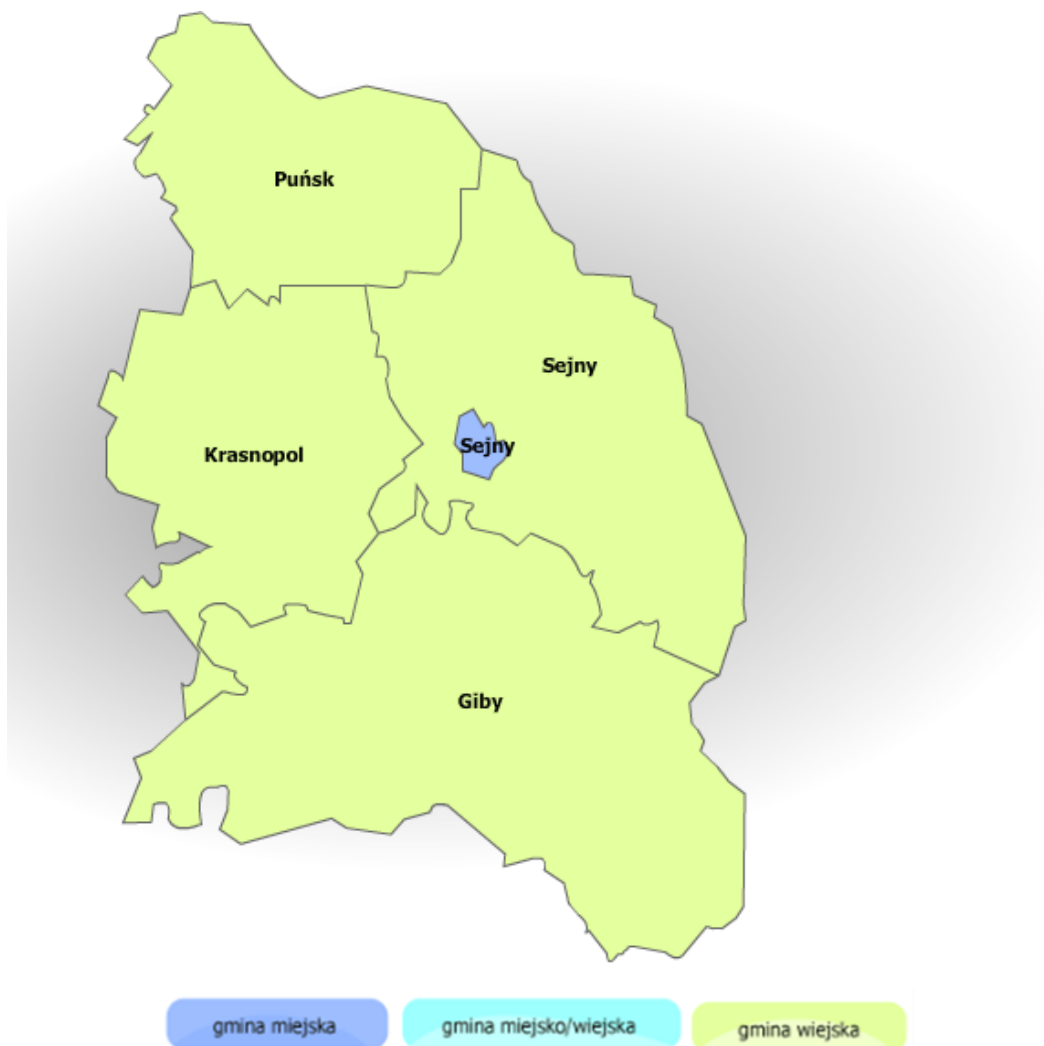 Puńsk
Sejny
Sejny
Krasnopol
Giby
gmina miejska
gmina miejsko/wiejska
gmina wiejska